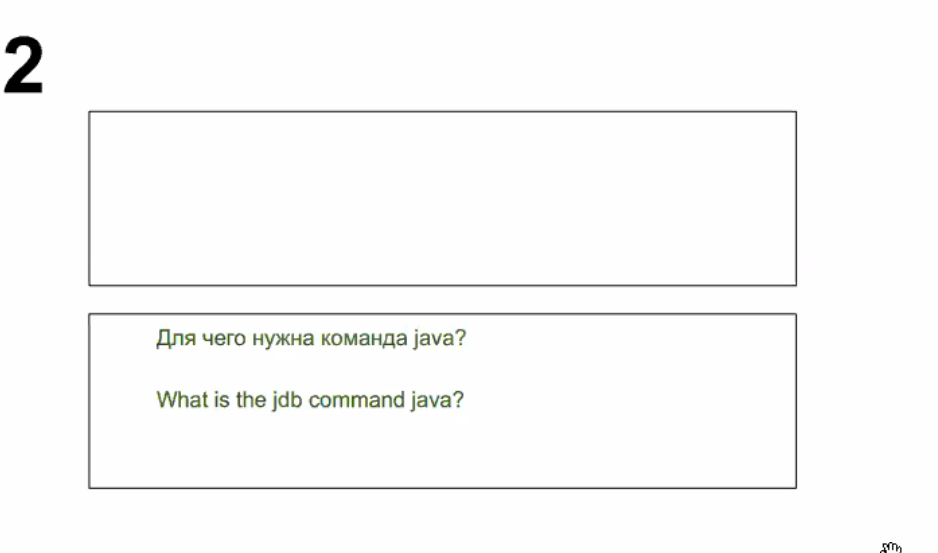 2
Для чего нужна команда java?
What is the jdb command java?